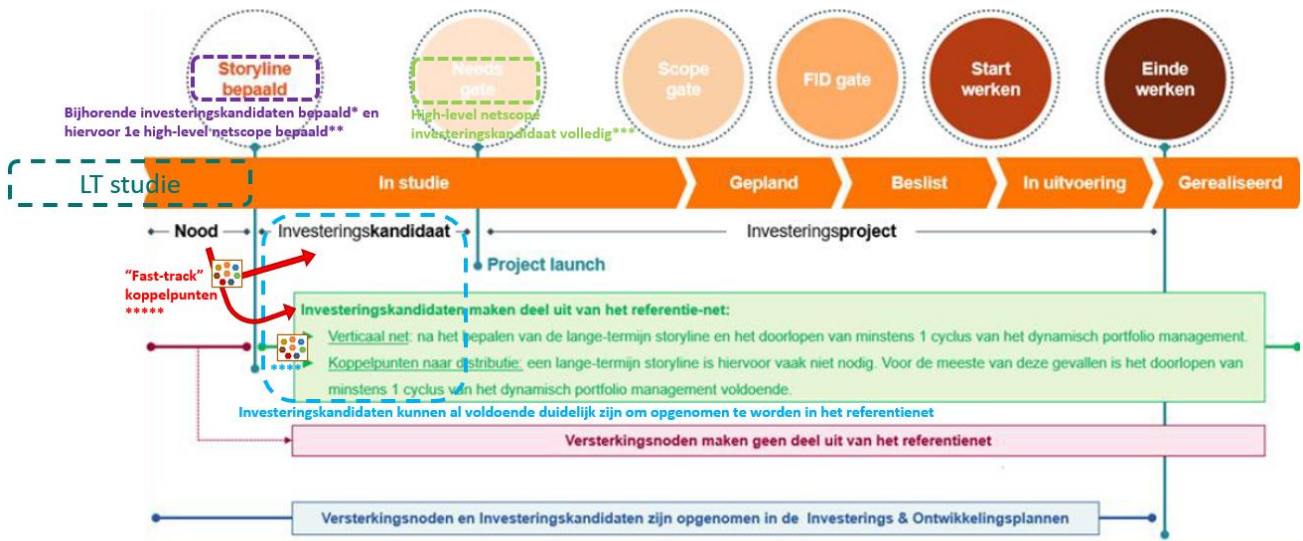 Storyline
bepaald
Needs
gate
Scope
gate
FID gate
Start
werken
Einde
werken
Bijhorende investeringskandidaten bepaald* en
hiervoor 1e high-level netscope bepaald**
High-level netscope
investeringskandidaat volledig***
LT studie
In studie
Gepland
Beslist
In uitvoering
Gerealiseerd
Nood
Investeringskandidaat
Investeringsproject
Project launch
"Fast-track"
koppelpunten
*****
Investeringskandidaten maken deel uit van het referentie-net:
Verticaal net: na het bepalen van de lange-termijn storyline en het doorlopen van minstens 1 cyclus van het dynamisch portfolio management.
Koppelpunten naar distributie: een lange-termijn storyline is hiervoor vaak niet nodig. Voor de meeste van deze gevallen is het doorlopen van
minstens 1 cyclus van het dynamisch portfolio management voldoende.
****
Investeringskandidaten kunnen al voldoende duidelijk zijn om opgenomen te worden in het referentienet
Versterkingsnoden maken geen deel uit van het referentienet
Versterkingsnoden en Investeringskandidaten zijn opgenomen in de Investerings & Ontwikkelingsplannen